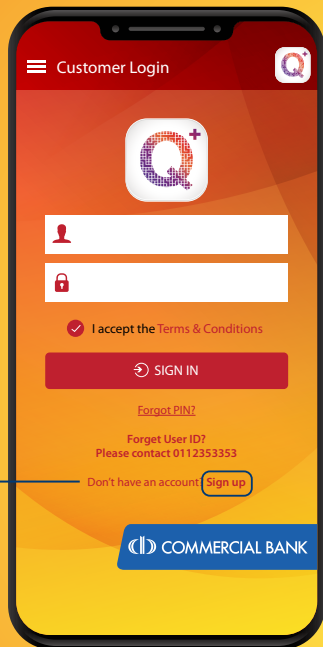 Customer Login
Q+
Q+
I accept the Terms & Conditions
SIGN IN
Forgot PIN?
Forget User ID?
Please contact 0112353353
Don't have an account? Sign up
COMMERCIAL BANK